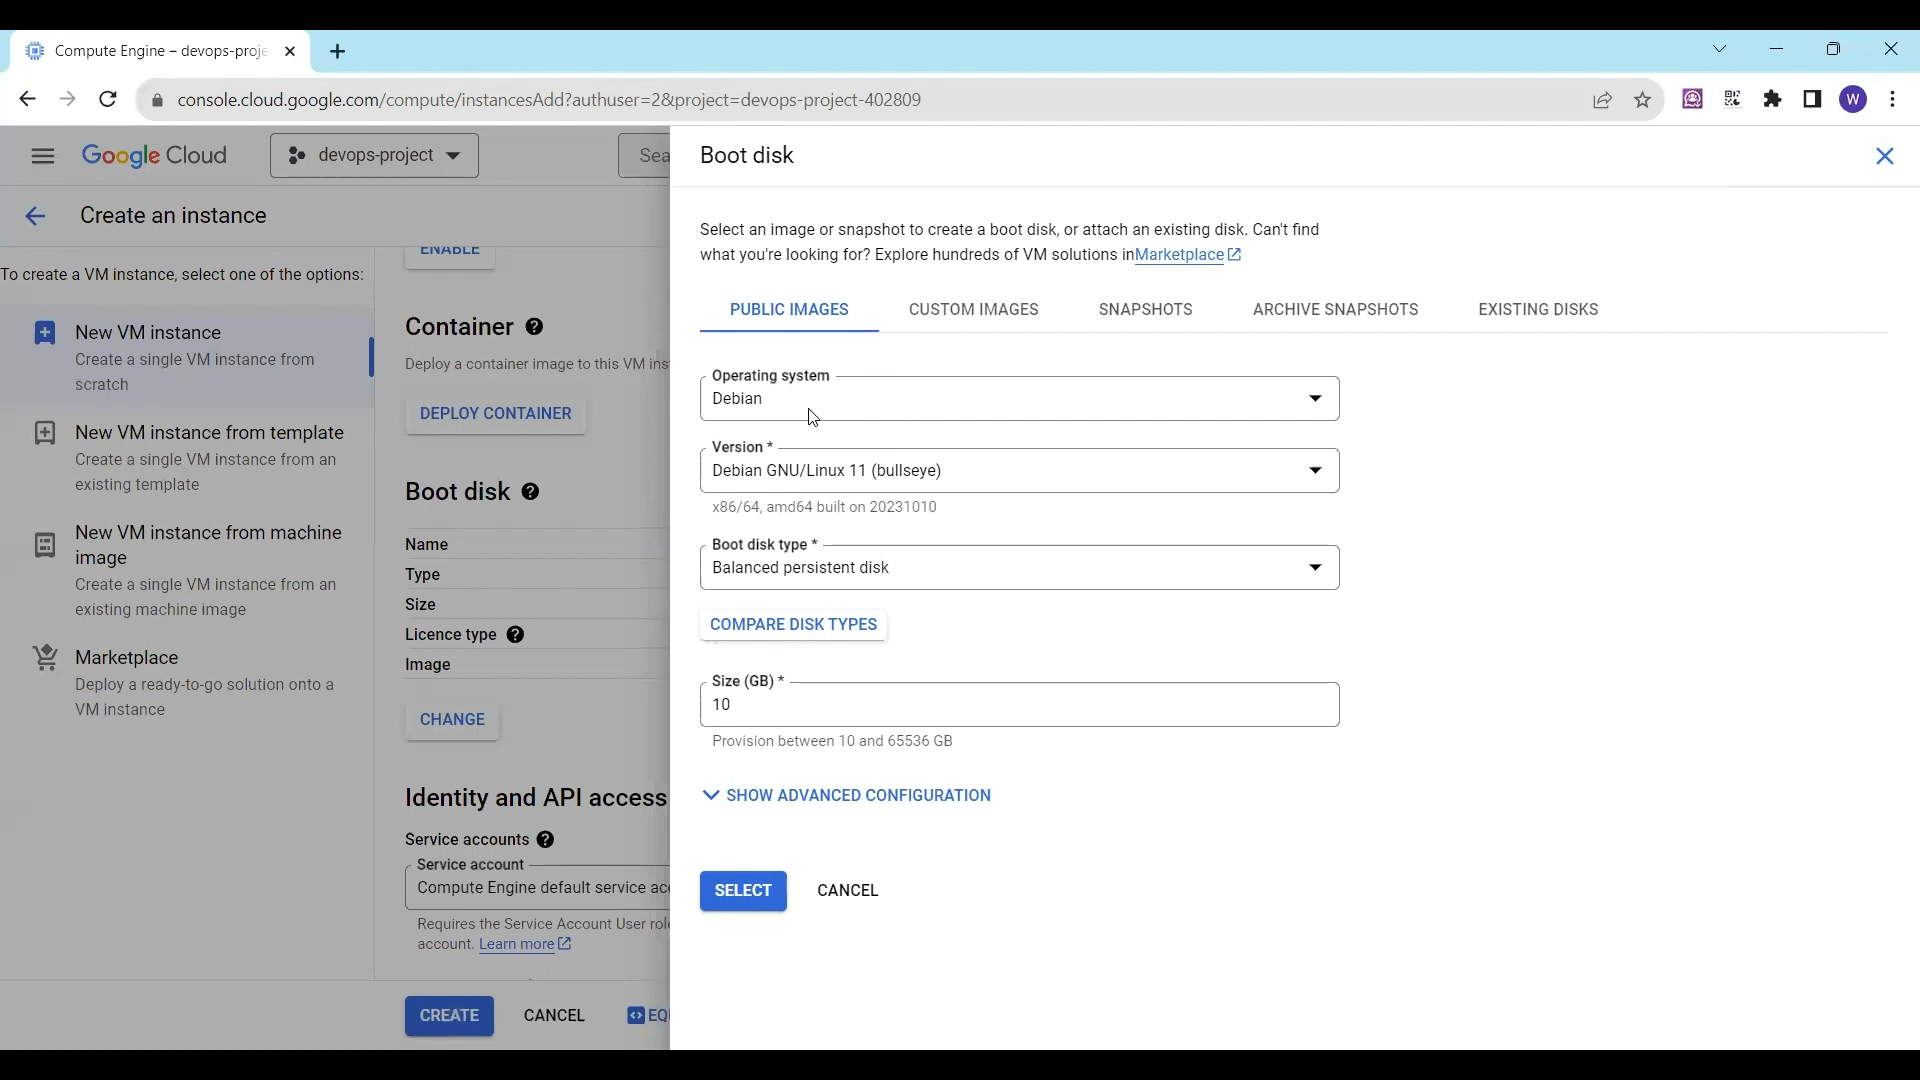 Compute Engine – devops-proje
console.cloud.google.com/compute/instancesAdd?authuser=2&project=devops-project-402809
W
Google Cloud
devops-project
Sea
Create an instance
To create a VM instance, select one of the options:
New VM instance
Create a single VM instance from
scratch
New VM instance from template
Create a single VM instance from an
existing template
New VM instance from machine
image
Create a single VM instance from an
existing machine image
Marketplace
Deploy a ready-to-go solution onto a
VM instance
ENABLE
Container
Deploy a container image to this VM ins
DEPLOY CONTAINER
Boot disk
Name
Type
Size
Licence type
Image
CHANGE
Identity and API access
Service accounts
Service account
Compute Engine default service acc
Requires the Service Account User role
account. Learn more
CREATE
CANCEL
EQU
Boot disk
Select an image or snapshot to create a boot disk, or attach an existing disk. Can't find
what you're looking for? Explore hundreds of VM solutions inMarketplace
PUBLIC IMAGES
CUSTOM IMAGES
SNAPSHOTS
ARCHIVE SNAPSHOTS
EXISTING DISKS
Operating system
Debian
Version *
Debian GNU/Linux 11 (bullseye)
x86/64, amd64 built on 20231010
Boot disk type *
Balanced persistent disk
COMPARE DISK TYPES
Size (GB) *
10
Provision between 10 and 65536 GB
SHOW ADVANCED CONFIGURATION
SELECT
CANCEL